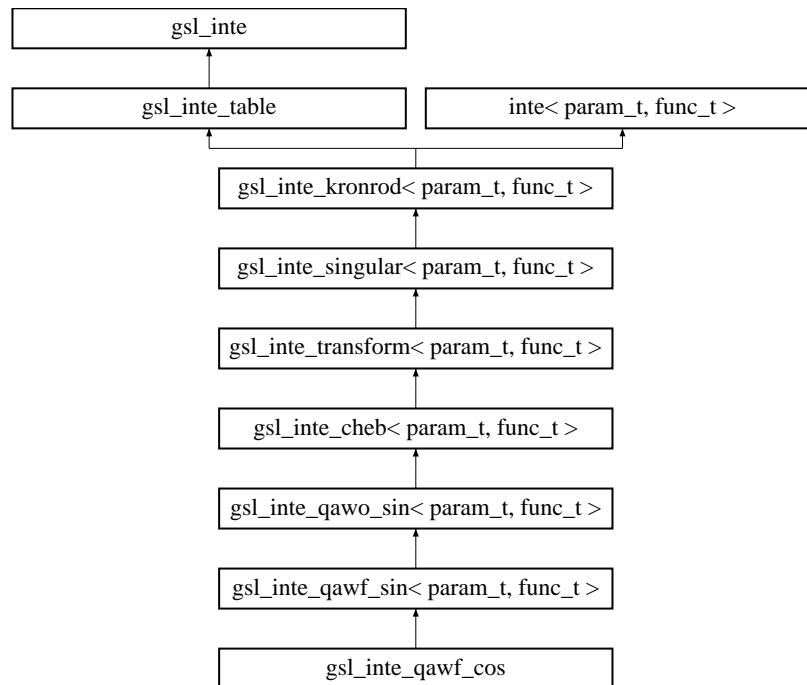 gsl_inte
gsl_inte_table
inte< param_t, func_t >
gsl_inte_kronrod< param_t, func_t >
gsl_inte_singular< param_t, func_t >
gsl_inte_transform< param_t, func_t >
gsl_inte_cheb< param_t, func_t >
gsl_inte_qawo_sin< param_t, func_t >
gsl_inte_qawf_sin< param_t, func_t >
gsl_inte_qawf_cos